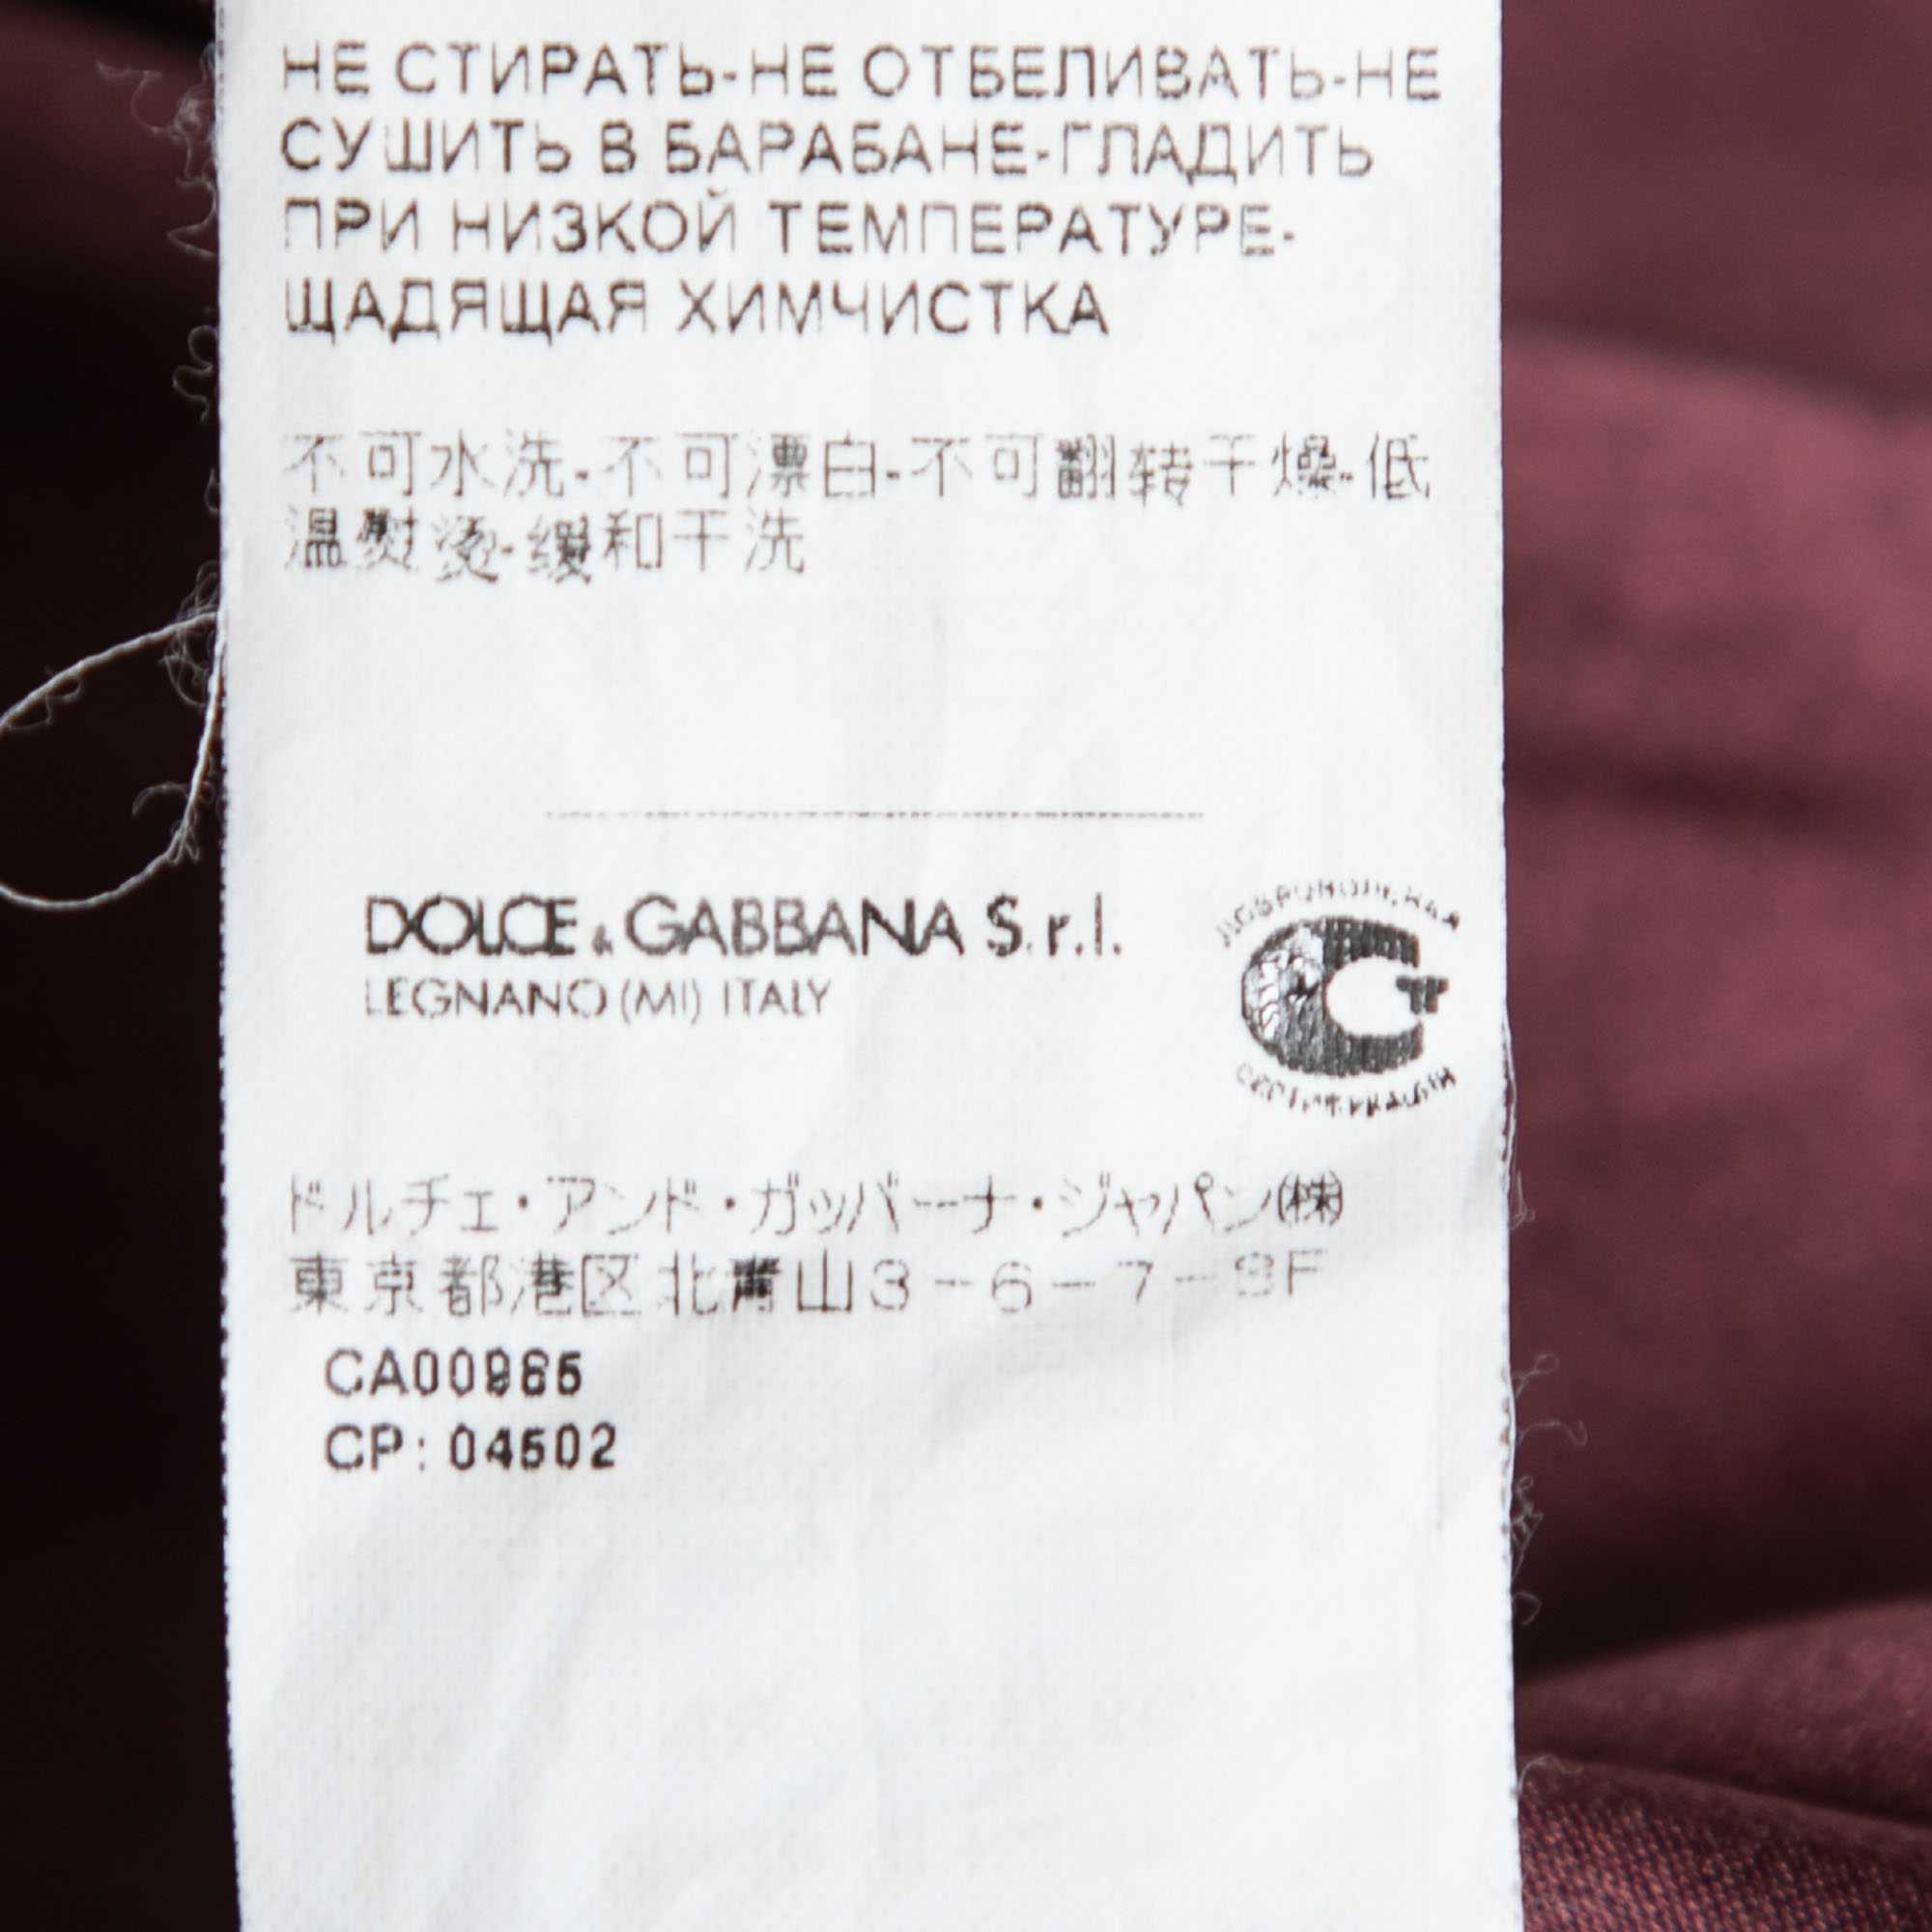 НЕ СТИРАТЬ-НЕ ОТБЕЛИВАТЬ-НЕ
СУШИТЬ В БАРАБАНЕ-ГЛАДИТЬ
ПРИ НИЗКОЙ ТЕМПЕРАТУРЕ-
ЩАДЯЩАЯ ХИМЧИСТКА
不可水洗-不可漂白-不可翻转干燥-低
温熨烫-缓和干洗
DOLCE & GABBANA S.r.l.
LEGNANO (MI) ITALY
ДОБРОВОЛЬНАЯ
СЕРТИФИКАЦИЯ
ドルチェ・アンド・ガッバーナ・ジャパン㈱
東京都港区北青山3-6-7-8F
CP: 04502